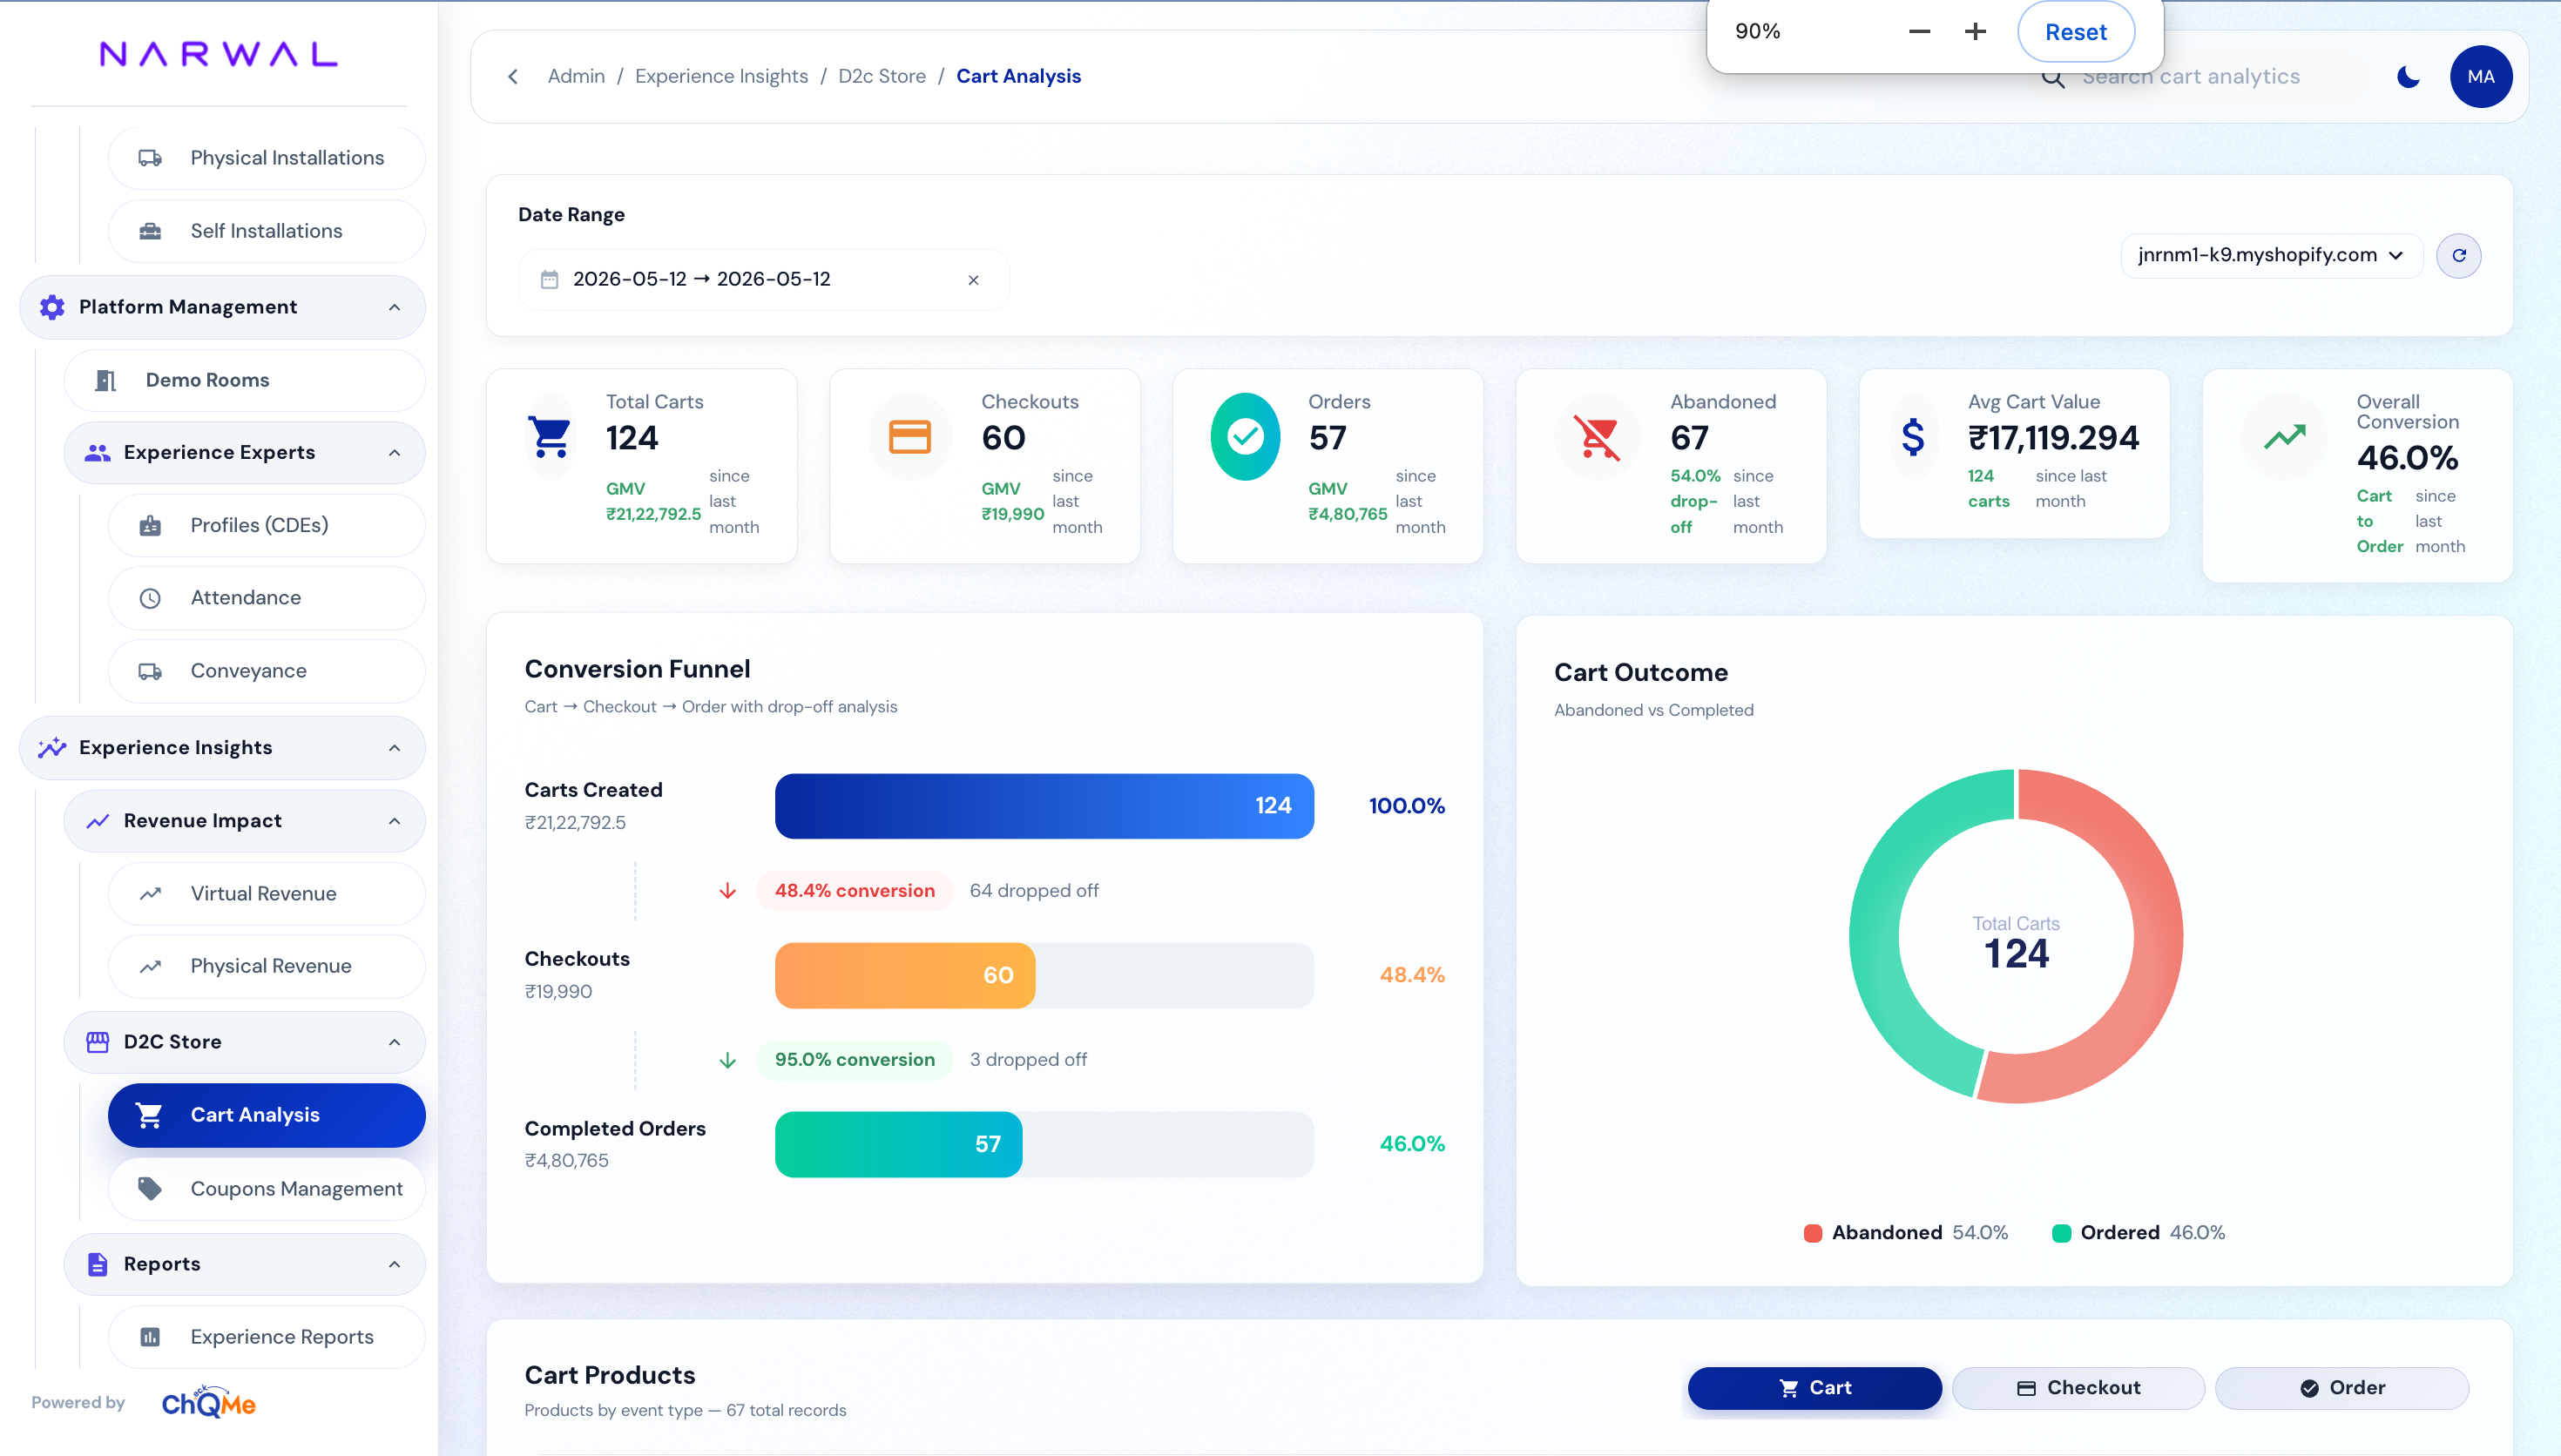 90%
Reset
NARWAL
Admin / Experience Insights / D2c Store / Cart Analysis
Search cart analytics
MA
Physical Installations
Self Installations
Platform Management
Demo Rooms
Experience Experts
Profiles (CDEs)
Attendance
Conveyance
Experience Insights
Revenue Impact
Virtual Revenue
Physical Revenue
D2C Store
Cart Analysis
Coupons Management
Reports
Experience Reports
Powered by
ChQMe
ack
Date Range
2026-05-12 → 2026-05-12
jnrnm1-k9.myshopify.com
Total Carts
124
GMV
₹21,22,792.5
since
last
month
Checkouts
60
GMV
₹19,990
since
last
month
Orders
57
GMV
₹4,80,765
since
last
month
Abandoned
67
54.0%
drop-
off
since
last
month
Avg Cart Value
₹17,119.294
124
carts
since last
month
Overall
Conversion
46.0%
Cart
to
Order
since
last
month
Conversion Funnel
Cart → Checkout → Order with drop-off analysis
Carts Created
₹21,22,792.5
124
100.0%
48.4% conversion
64 dropped off
Checkouts
₹19,990
60
48.4%
95.0% conversion
3 dropped off
Completed Orders
₹4,80,765
57
46.0%
Cart Outcome
Abandoned vs Completed
Total Carts
124
Abandoned 54.0%
Ordered 46.0%
Cart Products
Products by event type — 67 total records
Cart
Checkout
Order